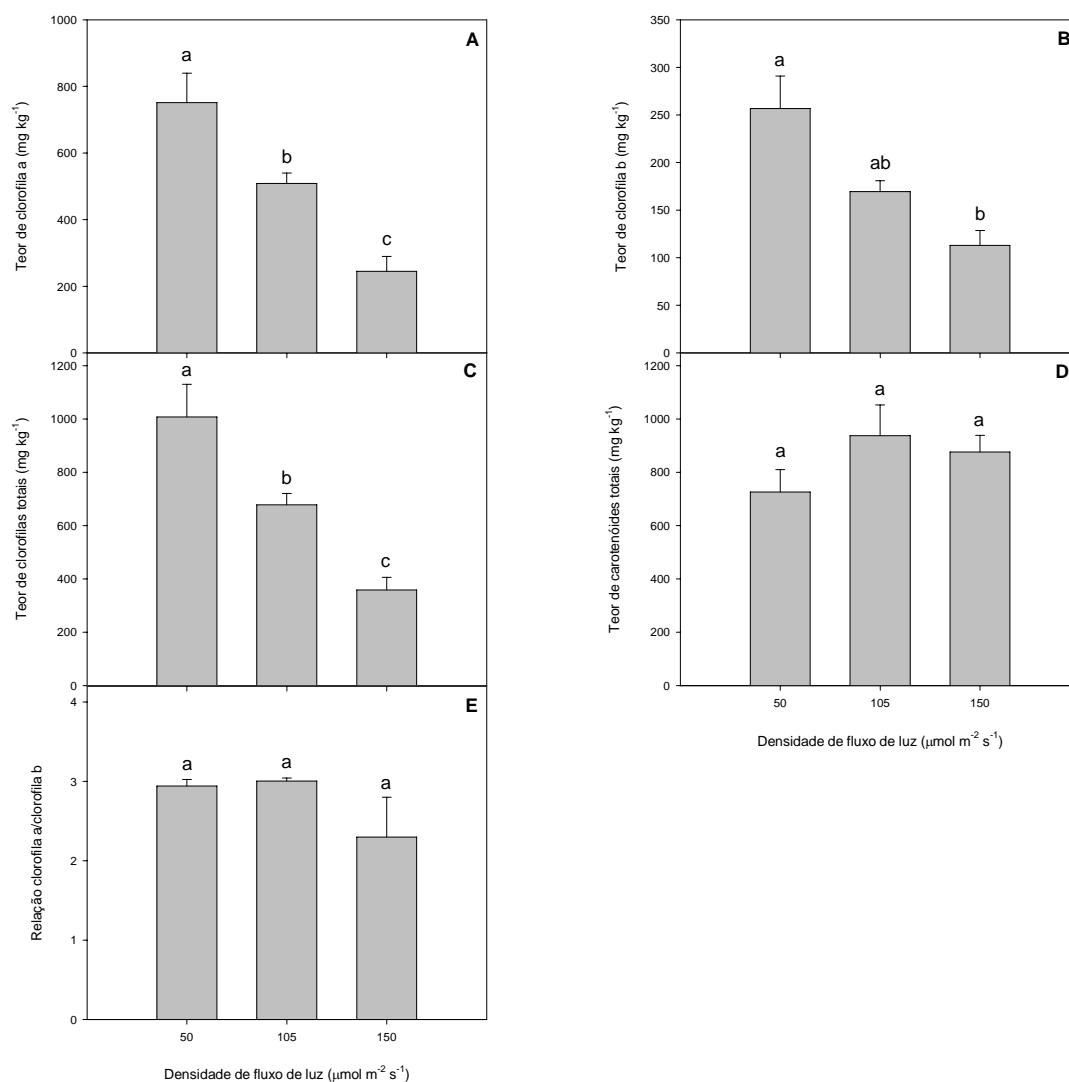 A
Teor de clorofila a (mg kg-1)
1000
800
600
400
200
0
a
b
c
B
Teor de clorofila b (mg kg-1)
350
300
250
200
150
100
50
0
a
ab
b
C
Teor de clorofilas totais (mg kg-1)
1200
1000
800
600
400
200
0
a
b
c
D
Teor de carotenóides totais (mg kg-1)
1200
1000
800
600
400
200
0
a
a
a
50 105 150
Densidade de fluxo de luz (μmol m-2 s-1)
E
Relação clorofila a/clorofila b
4
3
2
1
0
a
a
a
50 105 150
Densidade de fluxo de luz (μmol m-2 s-1)